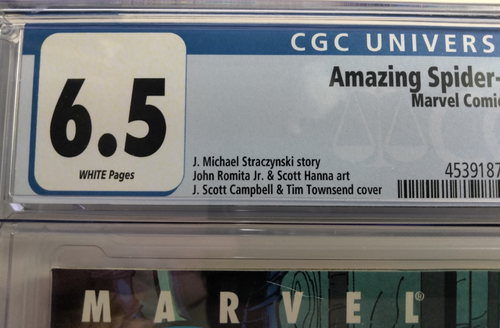 CGC UNIVERS
6.5
WHITE Pages
Amazing Spider-
Marvel Comic
J. Michael Straczynski story
John Romita Jr. & Scott Hanna art
J. Scott Campbell & Tim Townsend cover
4539187
MARVEL®